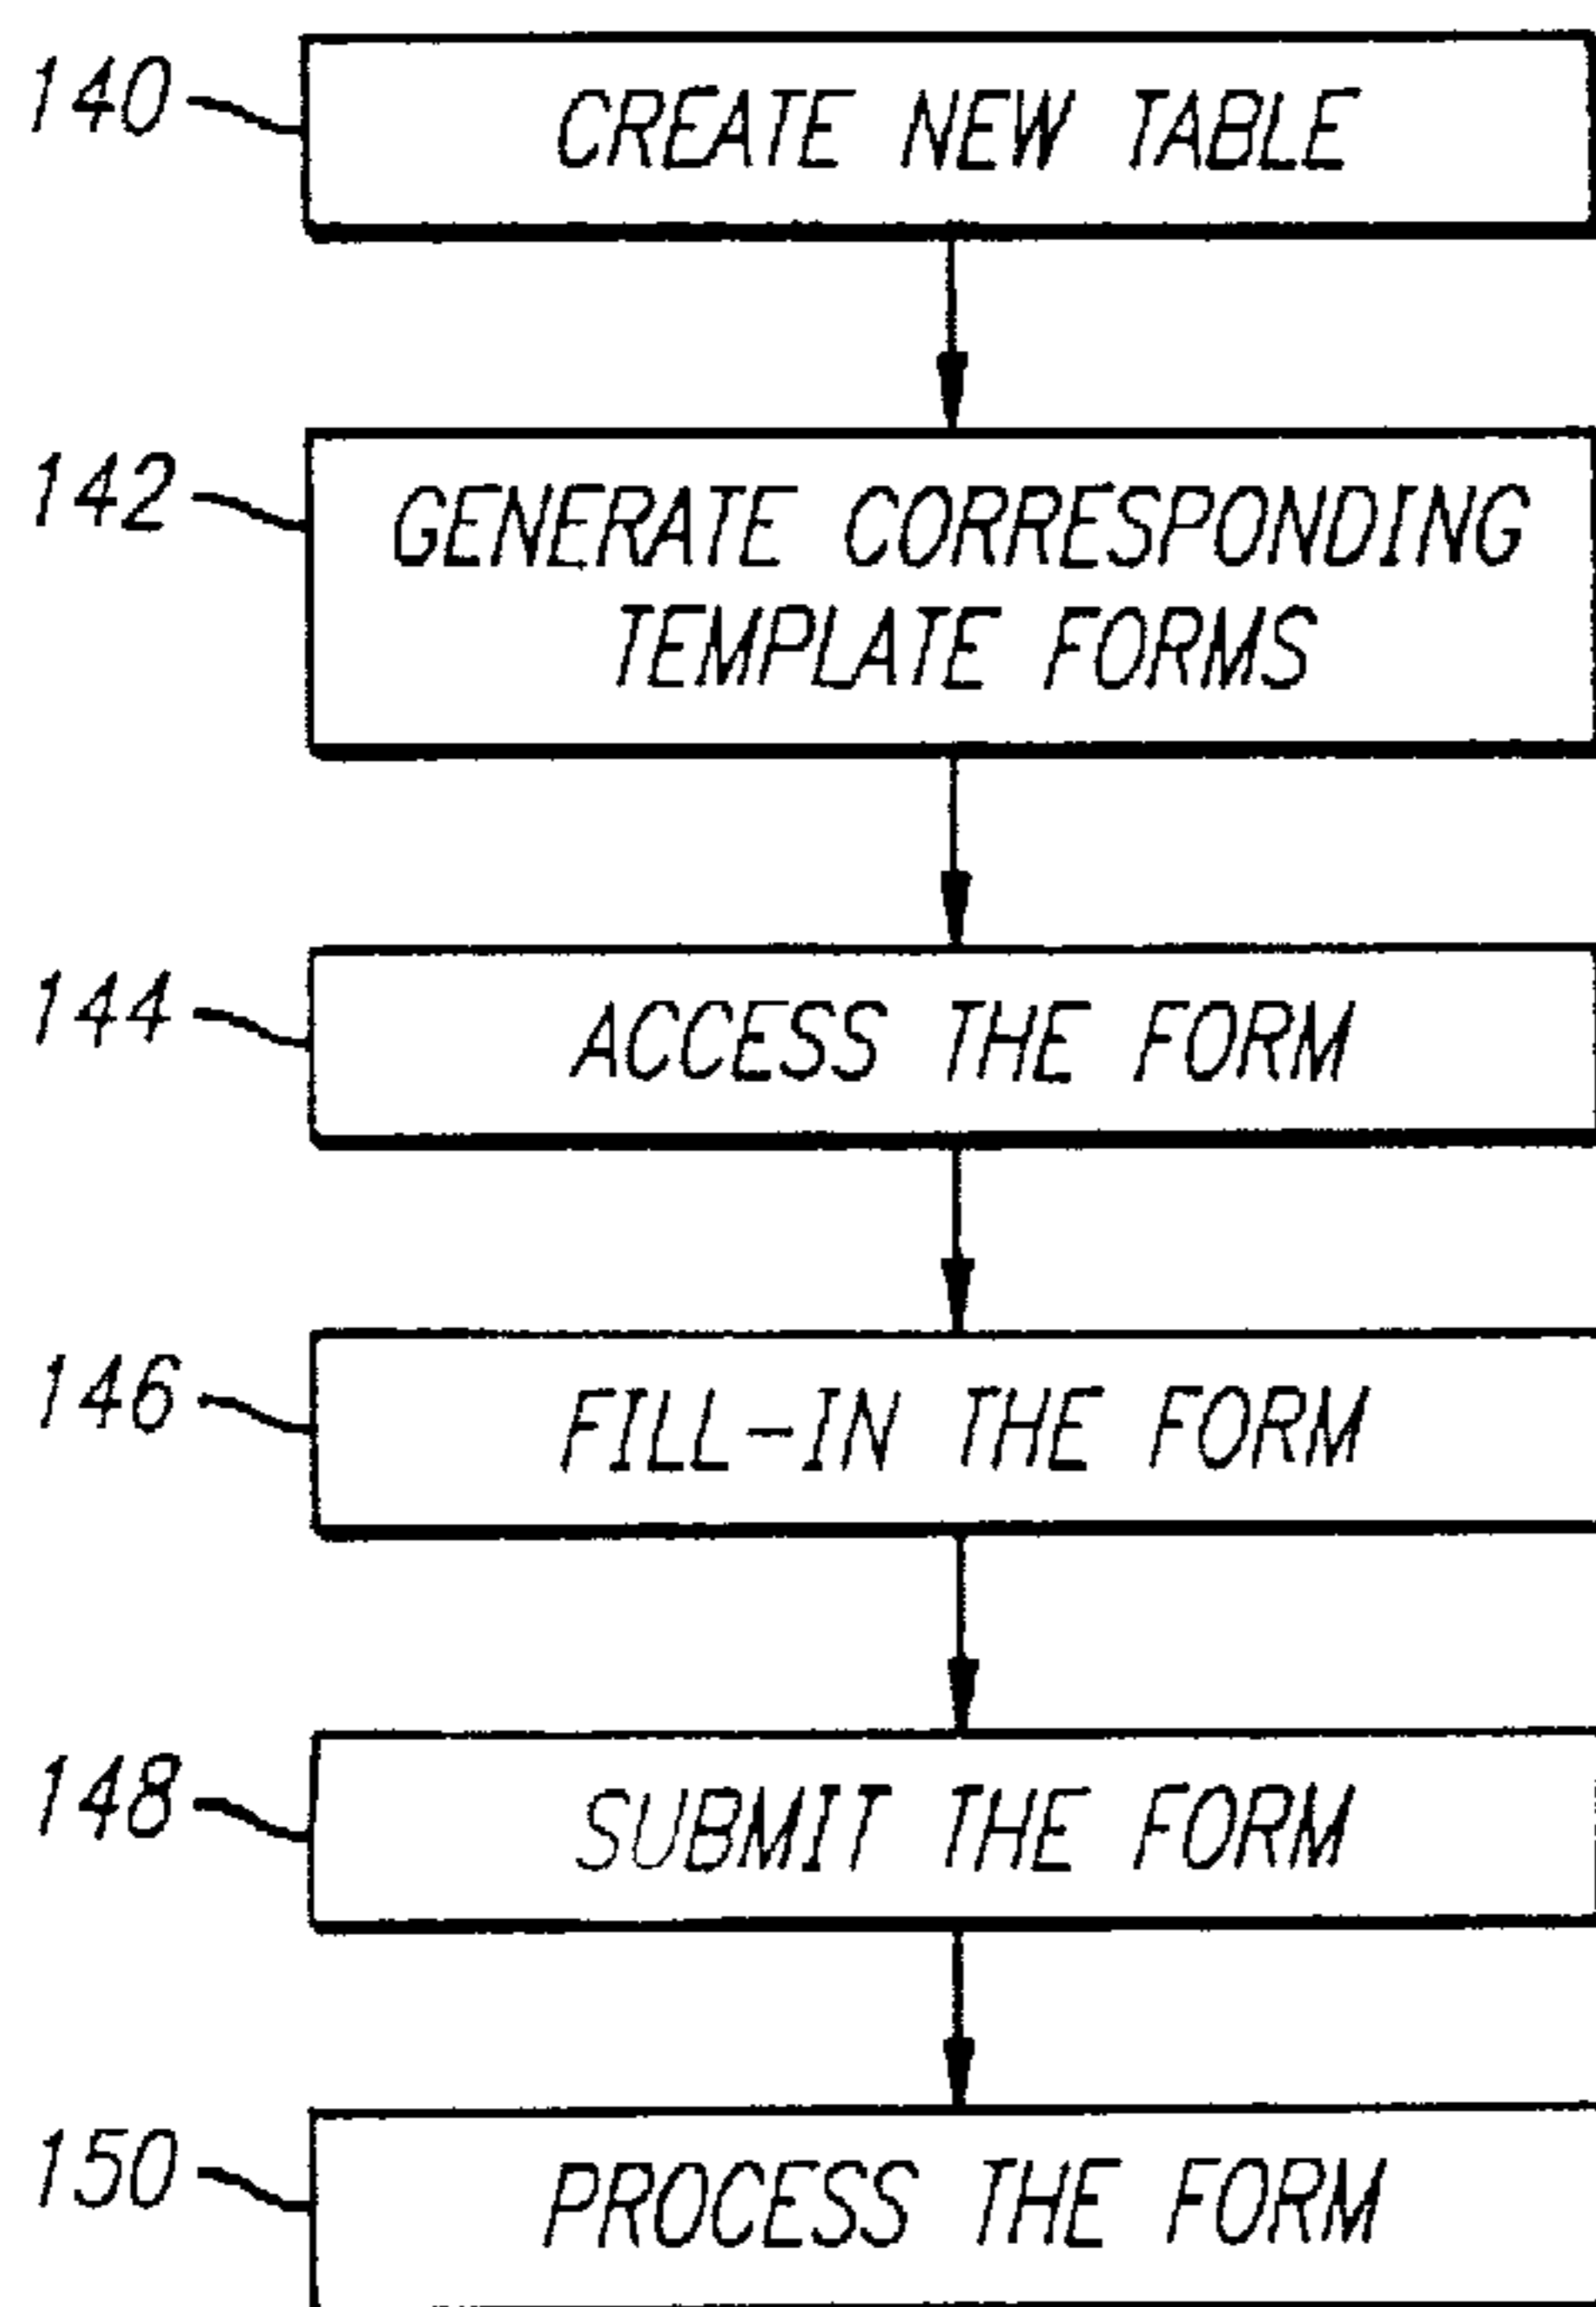 140 CREATE NEW TABLE
142 GENERATE CORRESPONDING
TEMPLATE FORMS
144 ACCESS THE FORM
146 FILL-IN THE FORM
148 SUBMIT THE FORM
150 PROCESS THE FORM